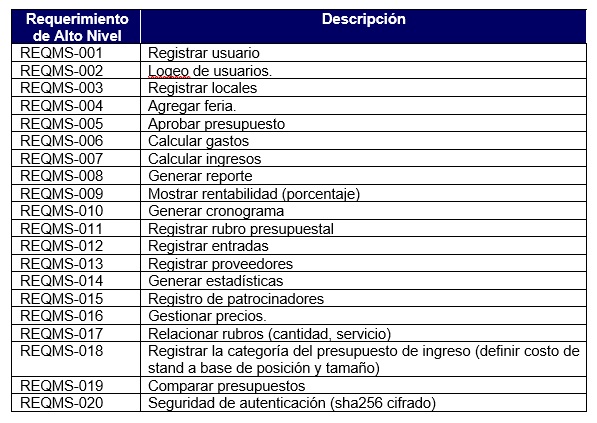 Requerimiento de Alto Nivel Descripción
REQMS-001 Registrar usuario
REQMS-002 Logeo de usuarios.
REQMS-003 Registrar locales
REQMS-004 Agregar feria.
REQMS-005 Aprobar presupuesto
REQMS-006 Calcular gastos
REQMS-007 Calcular ingresos
REQMS-008 Generar reporte
REQMS-009 Mostrar rentabilidad (porcentaje)
REQMS-010 Generar cronograma
REQMS-011 Registrar rubro presupuestal
REQMS-012 Registrar entradas
REQMS-013 Registrar proveedores
REQMS-014 Generar estadísticas
REQMS-015 Registro de patrocinadores
REQMS-016 Gestionar precios.
REQMS-017 Relacionar rubros (cantidad, servicio)
REQMS-018 Registrar la categoría del presupuesto de ingreso (definir costo de
stand a base de posición y tamaño)
REQMS-019 Comparar presupuestos
REQMS-020 Seguridad de autenticación (sha256 cifrado)